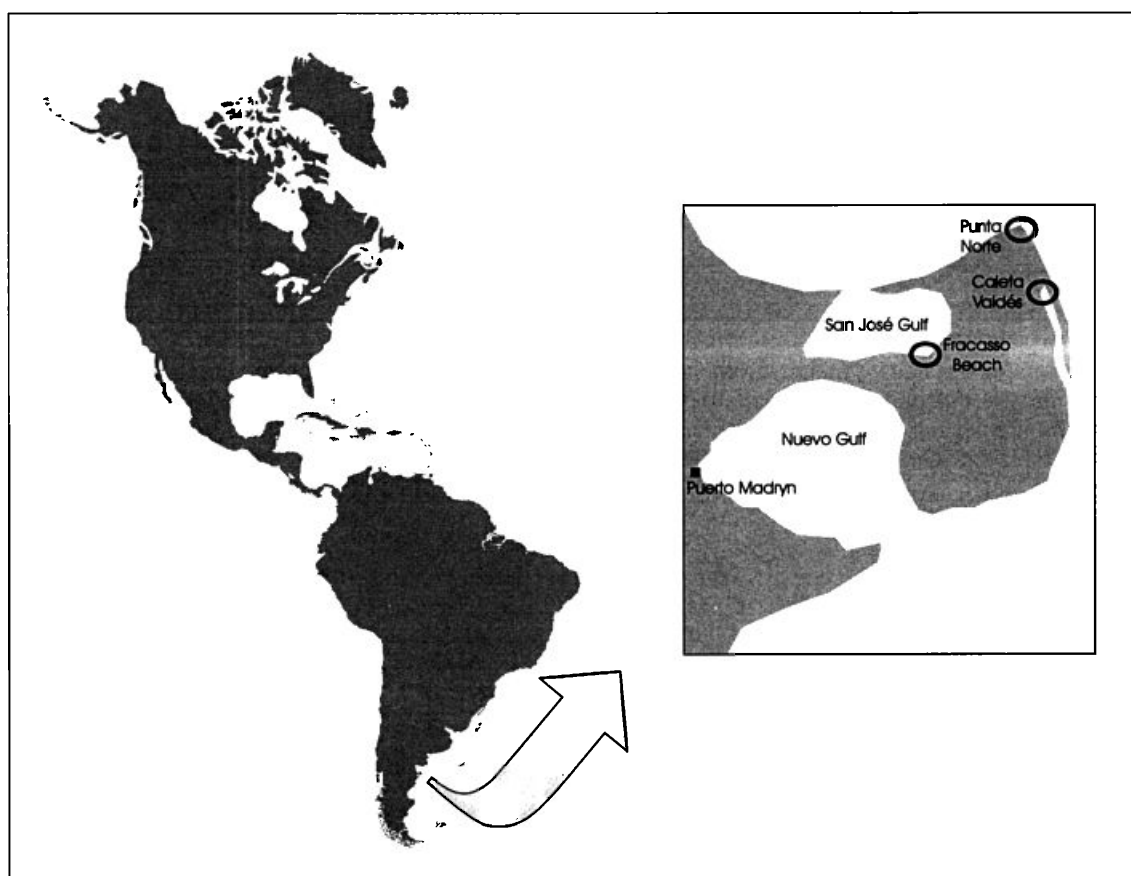 Punta
Norte
Caleta
Valdés
San José Gulf
Fracasso
Beach
Nuevo Gulf
Puerto Madryn